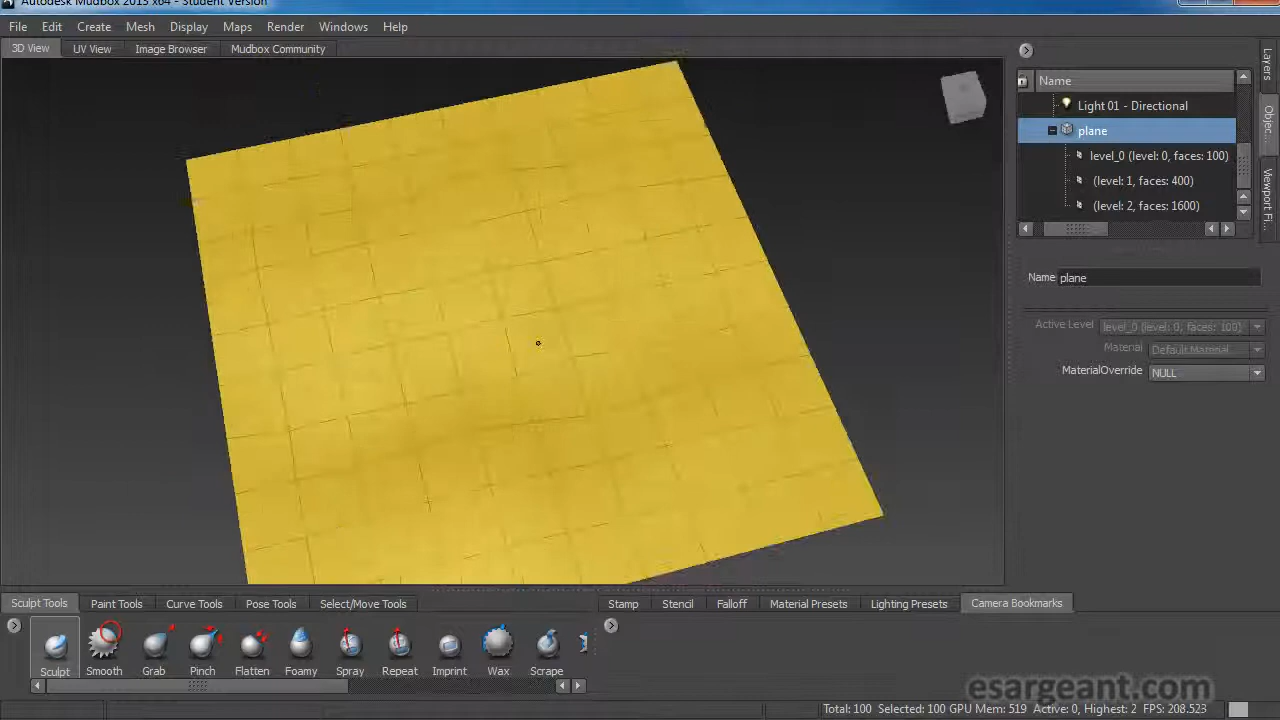 Autodesk Mudbox 2013 x64 - Student Version
File Edit Create Mesh Display Maps Render Windows Help
3D View UV View Image Browser Mudbox Community
Layers
Objec...
Viewport Fi...
Name
Light 01 - Directional
plane
level_0 (level: 0, faces: 100)
(level: 1, faces: 400)
(level: 2, faces: 1600)
Name plane
Active Level level_0 (level: 0, faces: 100)
Material Default Material
MaterialOverride NULL
Sculpt Tools Paint Tools Curve Tools Pose Tools Select/Move Tools
Stamp Stencil Falloff Material Presets Lighting Presets Camera Bookmarks
Sculpt Smooth Grab Pinch Flatten Foamy Spray Repeat Imprint Wax Scrape
esargeant.com
Total: 100 Selected: 100 GPU Mem: 519 Active: 0, Highest: 2 FPS: 208.523